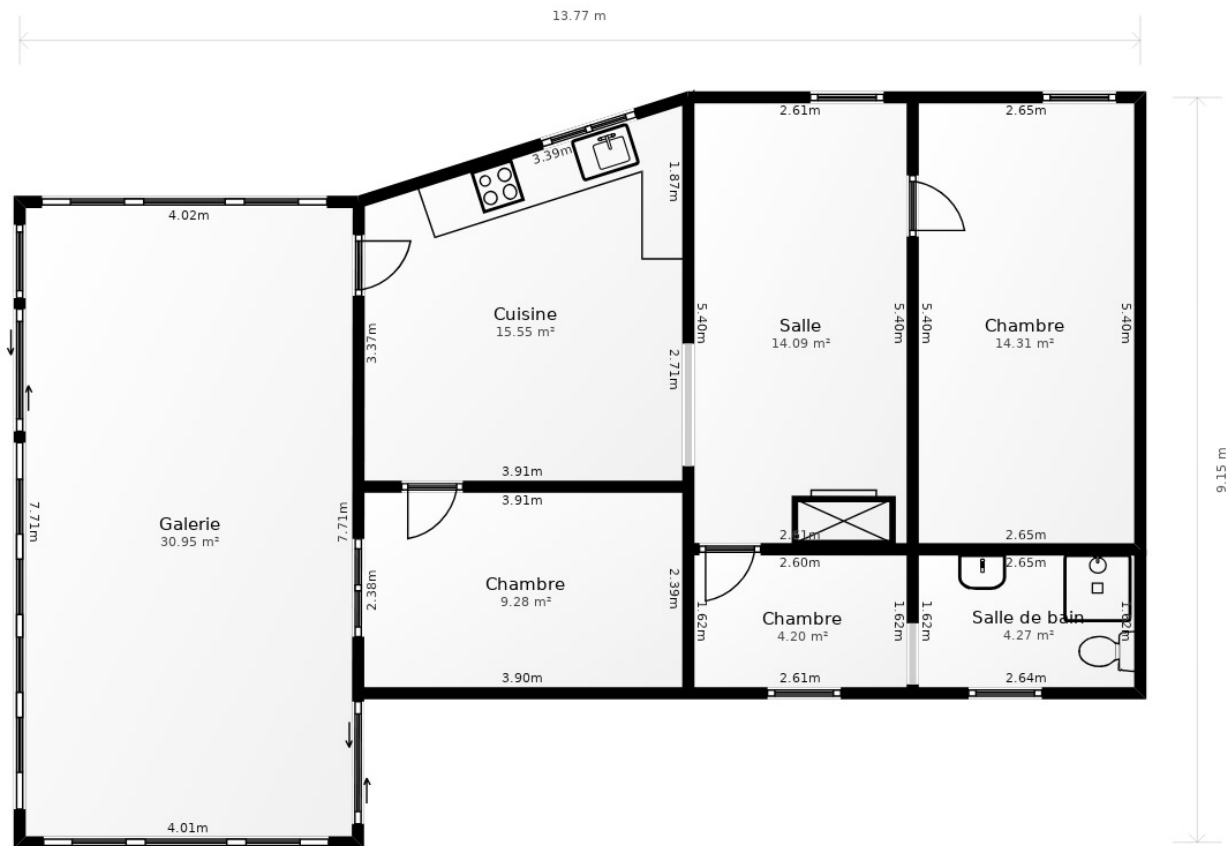 13.77 m
9.15 m
4.02m
7.71m
7.71m
Galerie
30.95 m²
4.01m
3.39m
1.87m
3.37m
2.71m
Cuisine
15.55 m²
3.91m
3.91m
2.38m
2.39m
Chambre
9.28 m²
3.90m
2.61m
5.40m
5.40m
Salle
14.09 m²
2.61m
2.65m
5.40m
5.40m
Chambre
14.31 m²
2.65m
2.60m
1.62m
1.62m
Chambre
4.20 m²
2.61m
2.65m
1.62m
1.62m
Salle de bain
4.27 m²
2.64m